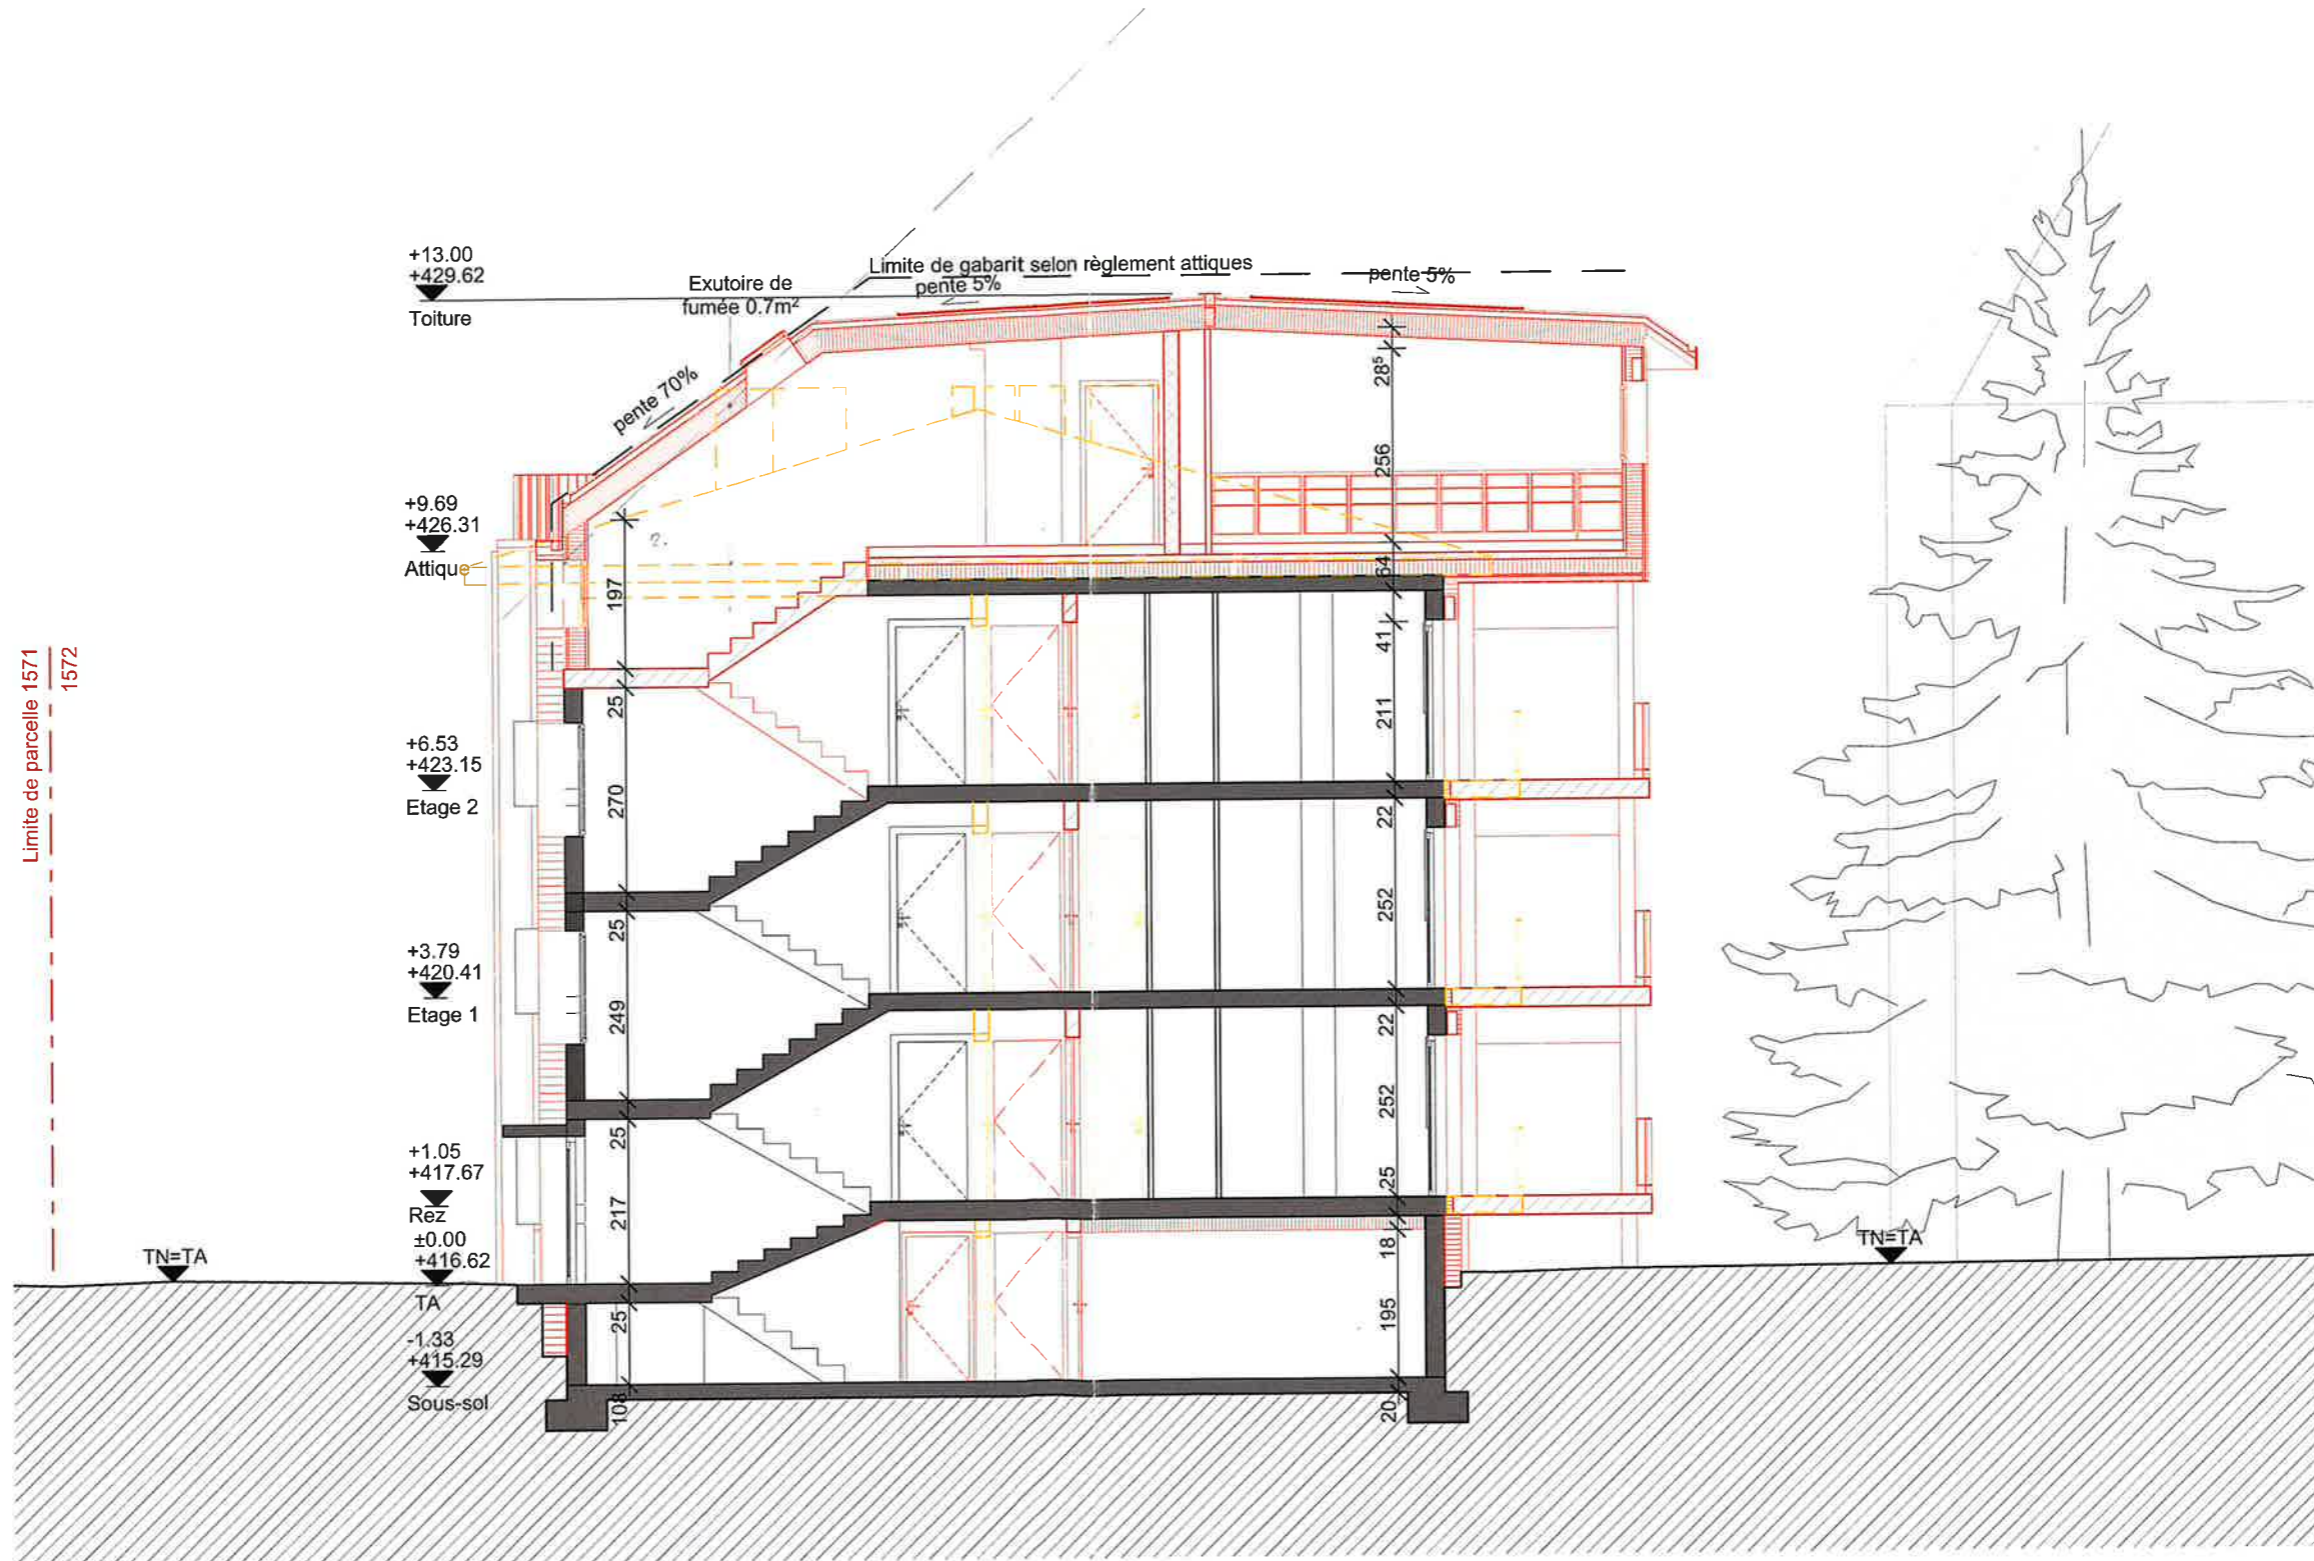 +13.00
+429.62
Toiture
Exutoire de
fumée 0.7m²
Limite de gabarit selon règlement attiques
pente 5%
pente 5%
pente 70%
28⁵
256
64
41
211
22
252
22
252
25
18
195
20
+9.69
+426.31
Attique
197
25
270
25
249
25
217
25
108
+6.53
+423.15
Etage 2
+3.79
+420.41
Etage 1
+1.05
+417.67
Rez
±0.00
+416.62
TA
-1.33
+415.29
Sous-sol
Limite de parcelle 1571
1572
TN=TA
TN=TA